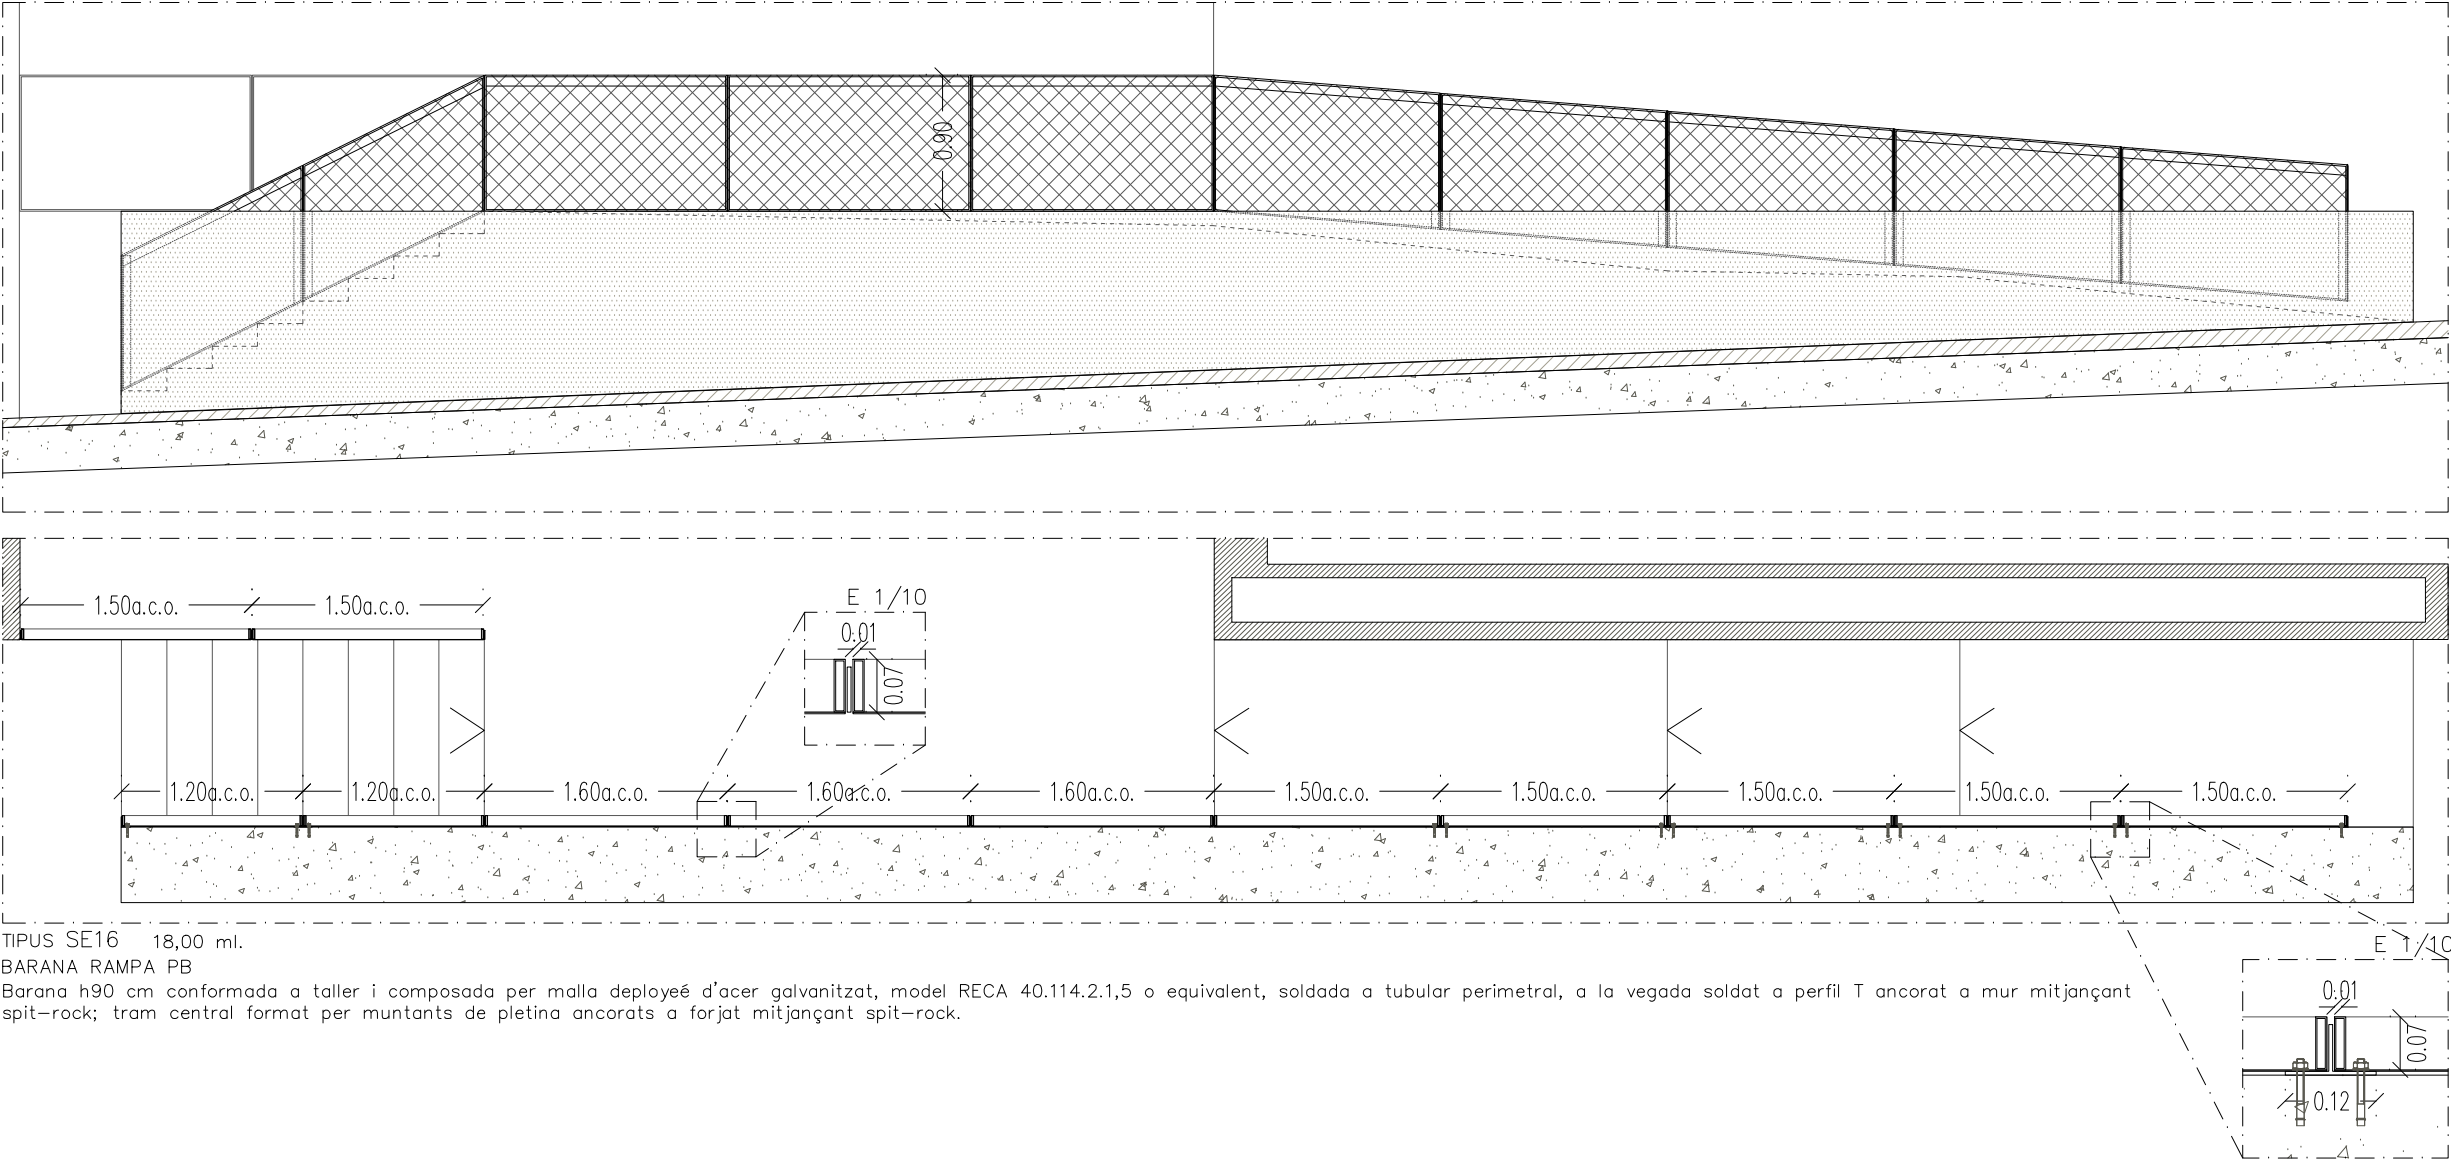 0.90
E 1/10
1.50a.c.o. 1.50a.c.o.
0.01
0.07
1.20a.c.o. 1.20a.c.o. 1.60a.c.o. 1.60a.c.o. 1.60a.c.o. 1.50a.c.o. 1.50a.c.o. 1.50a.c.o. 1.50a.c.o. 1.50a.c.o.
TIPUS SE16 18,00 ml.
BARANA RAMPA PB
Barana h90 cm conformada a taller i composada per malla deployeé d'acer galvanitzat, model RECA 40.114.2.1,5 o equivalent, soldada a tubular perimetral, a la vegada soldat a perfil T ancorat a mur mitjançant
spit-rock; tram central format per muntants de pletina ancorats a forjat mitjançant spit-rock.
E 1/10
0.01
0.07
0.12